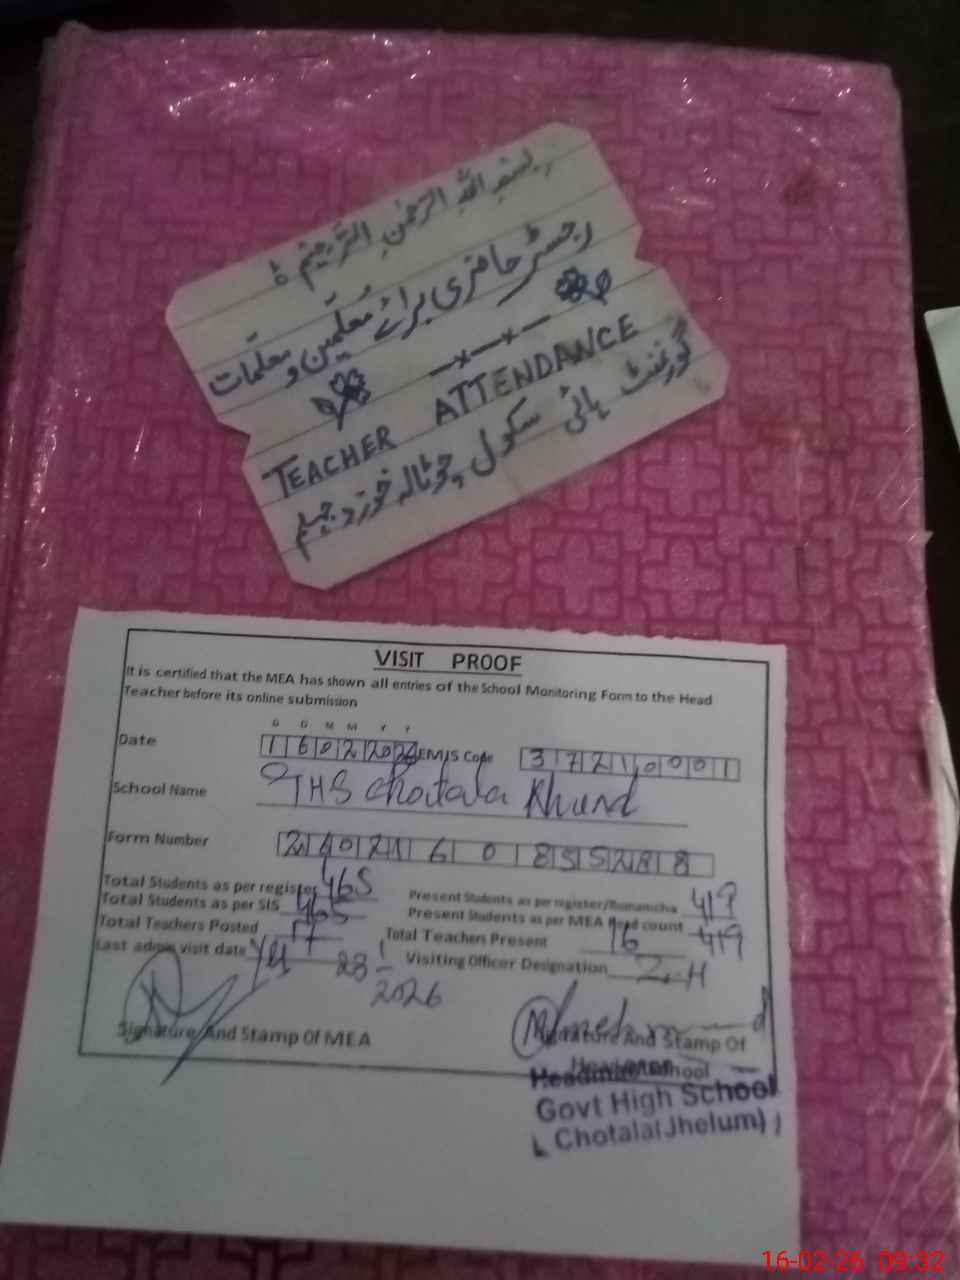 بسم اللہ الرحمٰن الرحیم ہ
رجسٹر حاضری برائے معلمین و معلمات
TEACHER ATTENDANCE
گورنمنٹ ہائی سکول چوٹالہ خورد جہلم
VISIT PROOF
It is certified that the MEA has shown all entries of the School Monitoring Form to the Head
Teacher before its online submission
D D M M Y Y
Date 16022026 EMIS Code 37210001
School Name GHS Chotala Khurd
Form Number
Total Students as per register 465 Present Students as per register/Rumamcha 419
Total Students as per SIS 465 Present Students as per MEA Head count 419
Total Teachers Posted 17 Total Teachers Present 16
Last admin visit date 28-1-2026 Visiting Officer Designation
Signature And Stamp Of MEA
Signature And Stamp Of
Head School
Headmaster
Govt High School
Chotala(Jhelum)
16-02-26 09:32